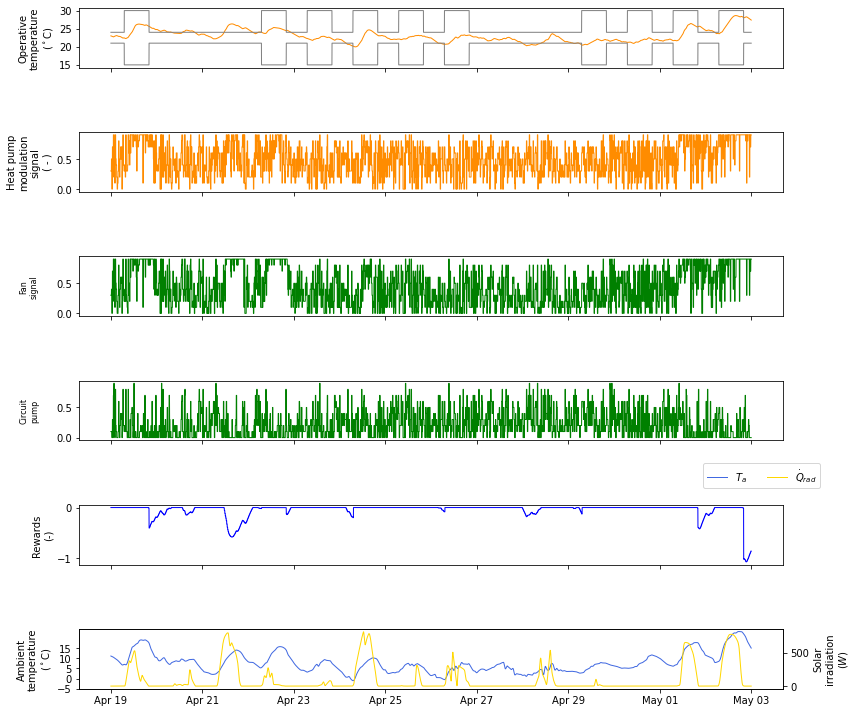 Operative
temperature
(°C)
30
25
20
15
Heat pump
modulation
signal
( - )
0.5
0.0
Fan
signal
0.5
0.0
Circuit
pump
0.5
0.0
T_a Q̇_rad
Rewards
(-)
0
−1
Ambient
temperature
(°C)
15
10
5
0
−5
500
0
Solar
irradiation
(W)
Apr 19 Apr 21 Apr 23 Apr 25 Apr 27 Apr 29 May 01 May 03